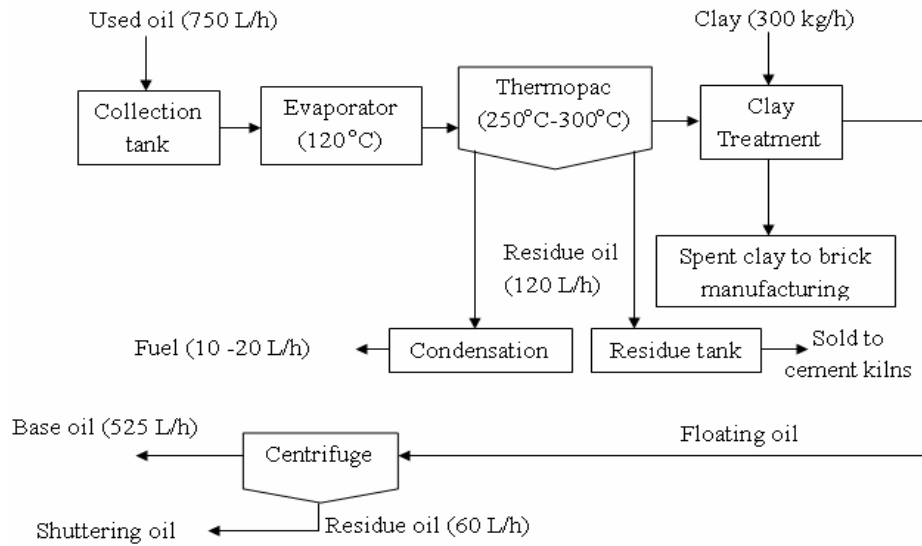 Used oil (750 L/h)
Clay (300 kg/h)
Collection
tank
Evaporator
(120°C)
Thermopac
(250°C-300°C)
Clay
Treatment
Residue oil
(120 L/h)
Spent clay to brick
manufacturing
Fuel (10 -20 L/h)
Condensation
Residue tank
Sold to
cement kilns
Base oil (525 L/h)
Centrifuge
Floating oil
Shuttering oil
Residue oil (60 L/h)